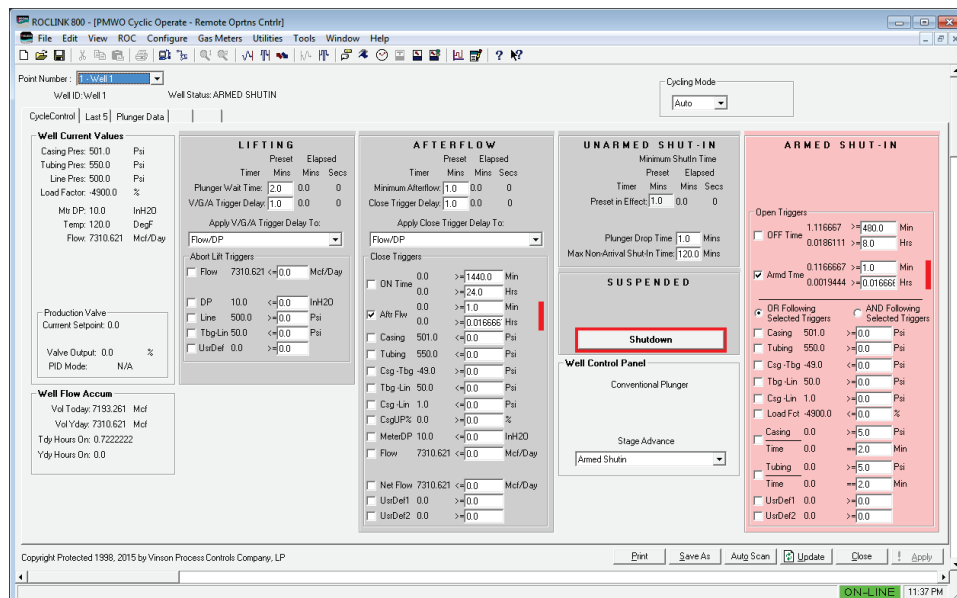 ROCLINK 800 - [PMWO Cyclic Operate - Remote Oprtns Cntrlr]
File Edit View ROC Configure Gas Meters Utilities Tools Window Help
Point Number : 1 - Well 1
Well ID: Well 1 Well Status: ARMED SHUTIN
Cycling Mode
Auto
CycleControl Last 5 Plunger Data
Well Current Values
Casing Pres: 501.0 Psi
Tubing Pres: 550.0 Psi
Line Pres: 500.0 Psi
Load Factor: -4900.0 %
Mtr DP: 10.0 InH2O
Temp: 120.0 DegF
Flow: 7310.621 Mcf/Day
Production Valve
Current Setpoint: 0.0
Valve Output: 0.0 %
PID Mode: N/A
Well Flow Accum
Vol Today: 7193.261 Mcf
Vol Yday: 7310.621 Mcf
Tdy Hours On: 0.7222222
Ydy Hours On: 0.0
LIFTING
Preset Elapsed
Timer Mins Mins Secs
Plunger Wait Time: 2.0 0.0 0
V/G/A Trigger Delay: 1.0 0.0 0
Apply V/G/A Trigger Delay To:
Flow/DP
Abort Lift Triggers
Flow 7310.621 <= 0.0 Mcf/Day
DP 10.0 <= 0.0 InH2O
Line 500.0 >= 0.0 Psi
Tbg-Lin 50.0 <= 0.0 Psi
UsrDef 0.0 >= 0.0
AFTERFLOW
Preset Elapsed
Timer Mins Mins Secs
Minimum Afterflow: 1.0 0.0 0
Close Trigger Delay: 1.0 0.0 0
Apply Close Trigger Delay To:
Flow/DP
Close Triggers
0.0 >= 1440.0 Min
ON Time
0.0 >= 24.0 Hrs
0.0 >= 1.0 Min
Aftr Flw
0.0 >= 0.016666 Hrs
Casing 501.0 <= 0.0 Psi
Tubing 550.0 <= 0.0 Psi
Csg -Tbg -49.0 >= 0.0 Psi
Tbg -Lin 50.0 <= 0.0 Psi
Csg -Lin 1.0 <= 0.0 Psi
CsgUP% 0.0 >= 0.0 %
MeterDP 10.0 <= 0.0 InH2O
Flow 7310.621 <= 0.0 Mcf/Day
Net Flow 7310.621 <= 0.0 Mcf/Day
UsrDef1 0.0 >= 0.0
UsrDef2 0.0 >= 0.0
UNARMED SHUT-IN
Minimum ShutIn Time
Preset Elapsed
Timer Mins Mins Secs
Preset in Effect: 1.0 0.0 0
Plunger Drop Time 1.0 Mins
Max Non-Arrival Shut-In Time: 120.0 Mins
SUSPENDED
Shutdown
Well Control Panel
Conventional Plunger
Stage Advance
Armed Shutin
ARMED SHUT-IN
Open Triggers
1.116667 >= 480.0 Min
OFF Time
0.0186111 >= 8.0 Hrs
0.1166667 >= 1.0 Min
Armd Tme
0.0019444 >= 0.016666 Hrs
OR Following Selected Triggers
AND Following Selected Triggers
Casing 501.0 >= 0.0 Psi
Tubing 550.0 >= 0.0 Psi
Csg -Tbg -49.0 <= 0.0 Psi
Tbg -Lin 50.0 >= 0.0 Psi
Csg -Lin 1.0 >= 0.0 Psi
Load Fct -4900.0 <= 0.0 %
Casing 0.0 >= 5.0 Psi
Time 0.0 == 2.0 Min
Tubing 0.0 >= 5.0 Psi
Time 0.0 == 2.0 Min
UsrDef1 0.0 >= 0.0
UsrDef2 0.0 >= 0.0
Copyright Protected 1998, 2015 by Vinson Process Controls Company, LP
Print Save As Auto Scan Update Close ! Apply
ON-LINE 11:37 PM